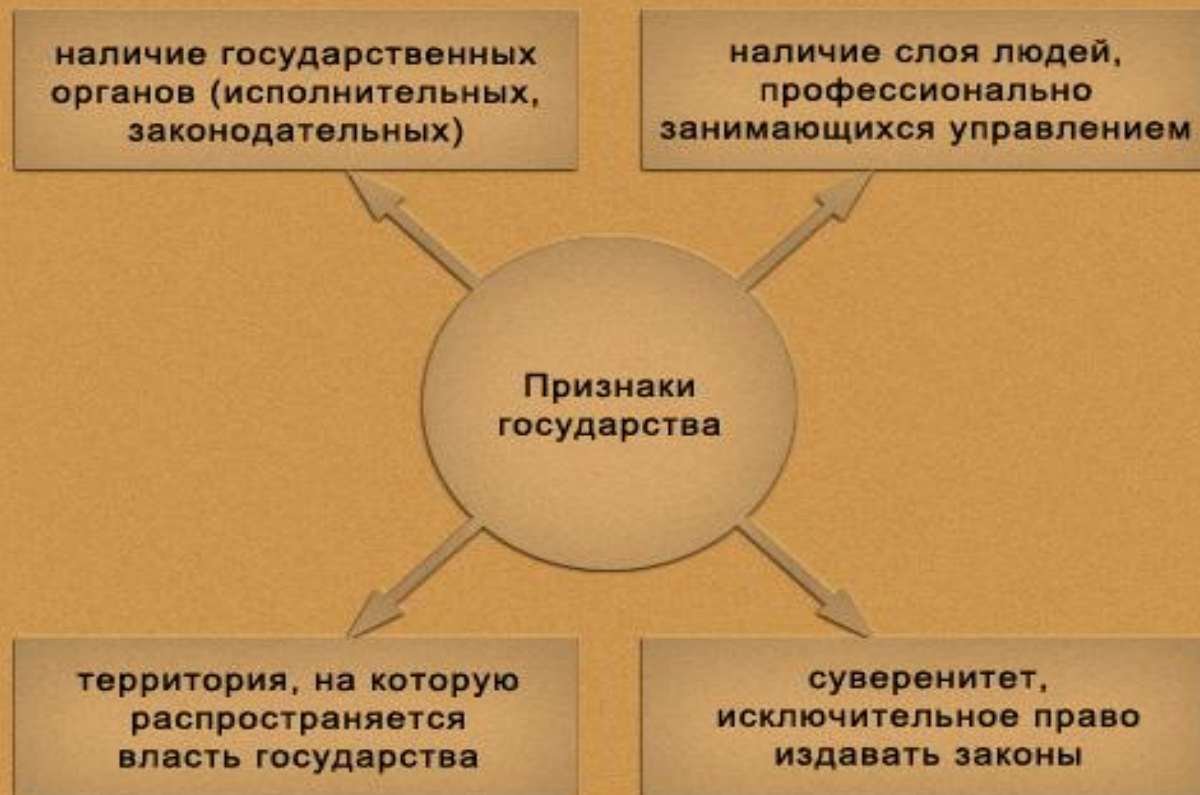 наличие государственных
органов (исполнительных,
законодательных)
наличие слоя людей,
профессионально
занимающихся управлением
Признаки
государства
территория, на которую
распространяется
власть государства
суверенитет,
исключительное право
издавать законы